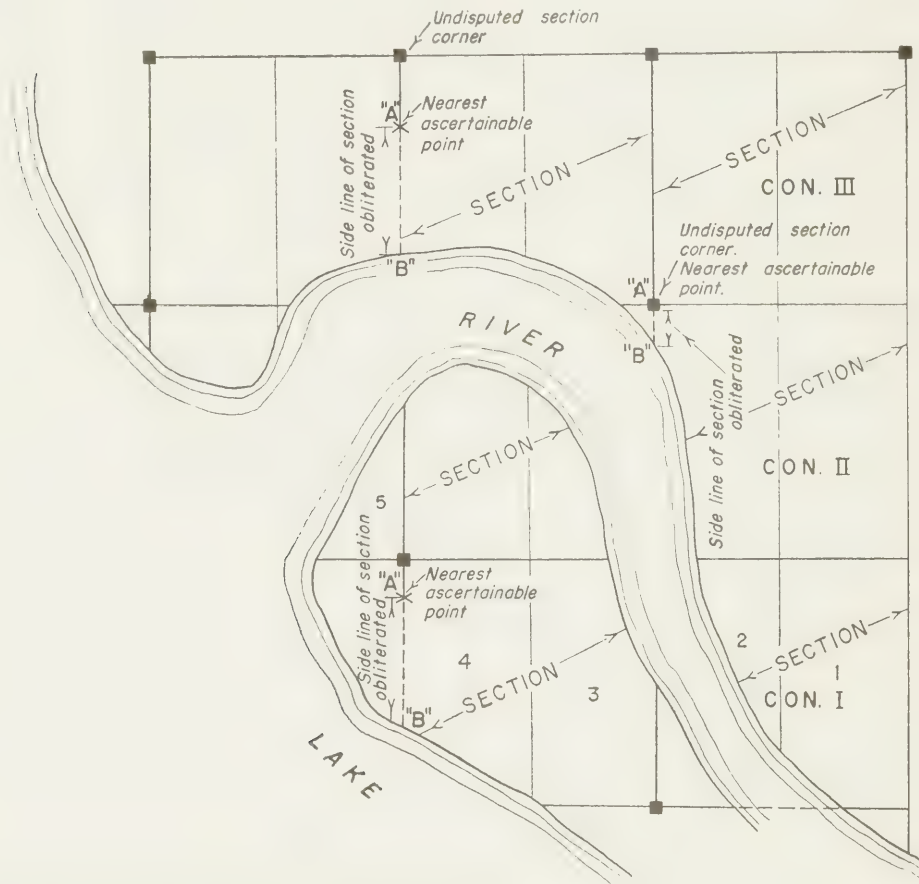 Undisputed section
corner
"A"
Nearest
ascertainable
point
Side line of section
obliterated
"B"
SECTION
SECTION
CON. III
Undisputed section
corner.
Nearest ascertainable
point.
"A"
"B"
Side line of section
obliterated
RIVER
SECTION
CON. II
SECTION
5
"A"
Nearest
ascertainable
point
Side line of section
obliterated
"B"
4
SECTION
3
2
SECTION
1
CON. I
LAKE